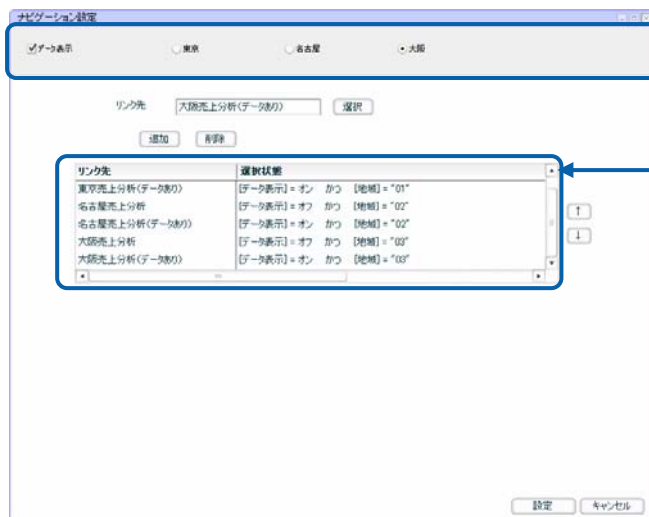 ナビゲーション設定
データ表示 東京 名古屋 大阪
リンク先 大阪売上分析(データあり) 選択
追加 削除
リンク先 選択状態
東京売上分析(データあり) [データ表示] = オン かつ [地域] = "01"
名古屋売上分析 [データ表示] = オフ かつ [地域] = "02"
名古屋売上分析(データあり) [データ表示] = オン かつ [地域] = "02"
大阪売上分析 [データ表示] = オフ かつ [地域] = "03"
大阪売上分析(データあり) [データ表示] = オン かつ [地域] = "03"
↑
↓
設定 キャンセル